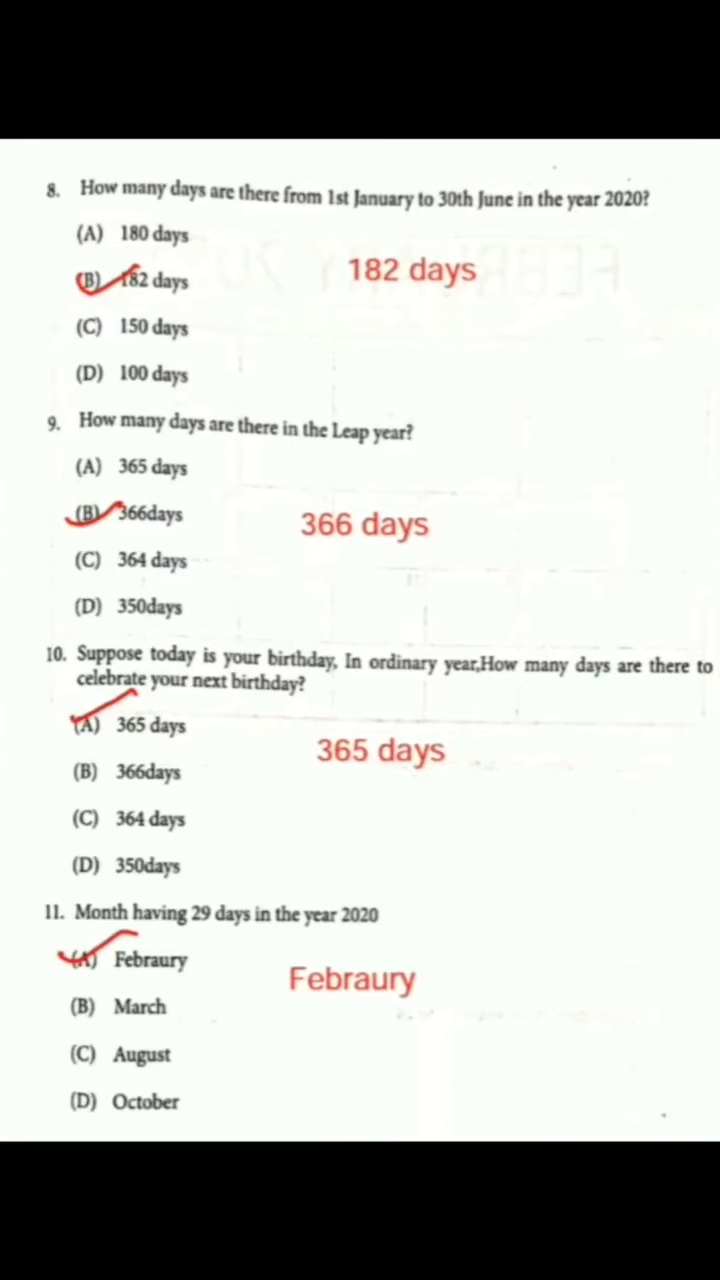 8. How many days are there from 1st January to 30th June in the year 2020?
(A) 180 days
(B) 182 days
182 days
(C) 150 days
(D) 100 days
9. How many days are there in the Leap year?
(A) 365 days
(B) 366days
366 days
(C) 364 days
(D) 350days
10. Suppose today is your birthday, In ordinary year,How many days are there to
celebrate your next birthday?
(A) 365 days
365 days
(B) 366days
(C) 364 days
(D) 350days
11. Month having 29 days in the year 2020
(A) Febraury
Febraury
(B) March
(C) August
(D) October